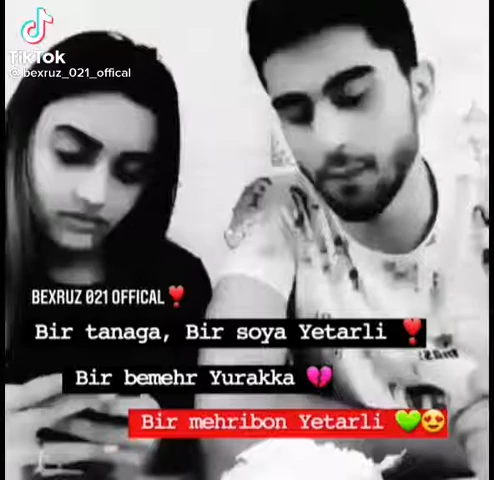 TikTok
@bexruz_021_offical
BEXRUZ 021 OFFICAL❣️
Bir tanaga, Bir soya Yetarli ❣️
Bir bemehr Yurakka 💔
Bir mehribon Yetarli 💚😍